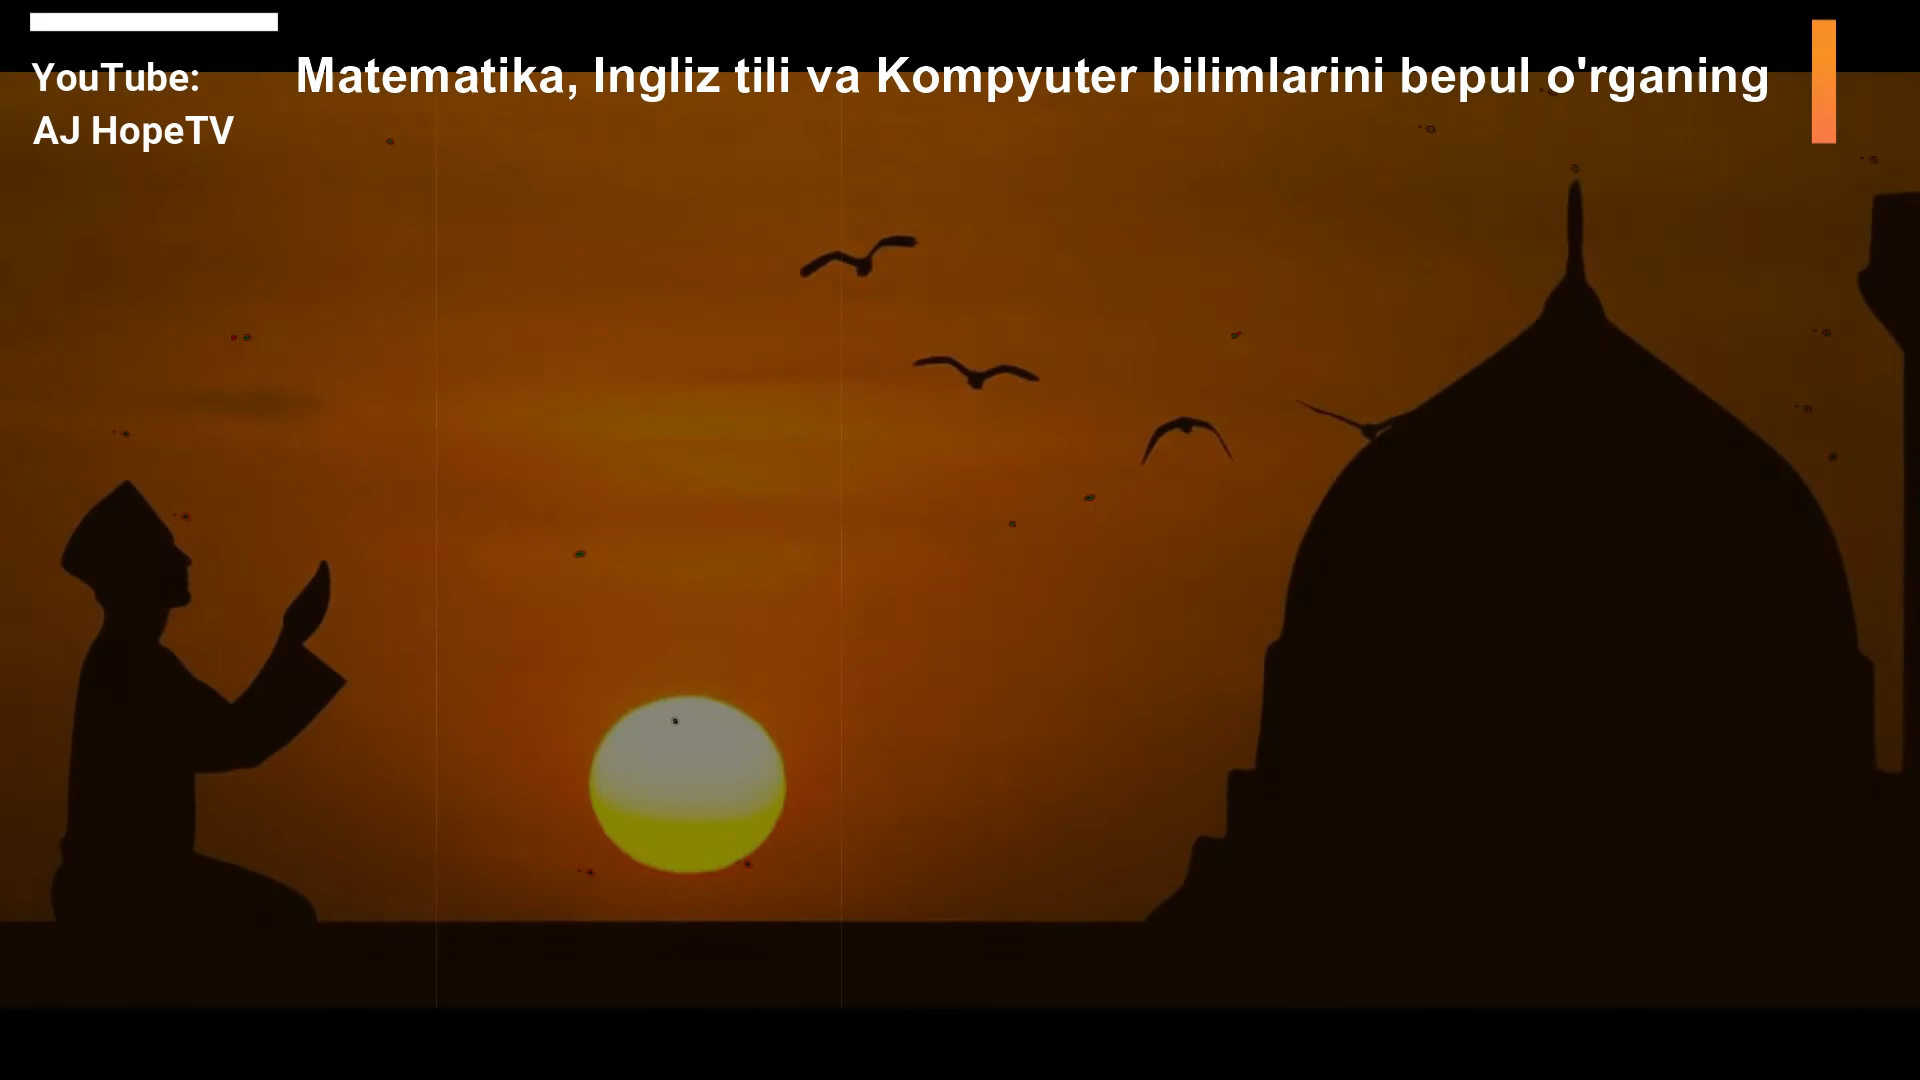 YouTube:
AJ HopeTV
Matematika, Ingliz tili va Kompyuter bilimlarini bepul o'rganing